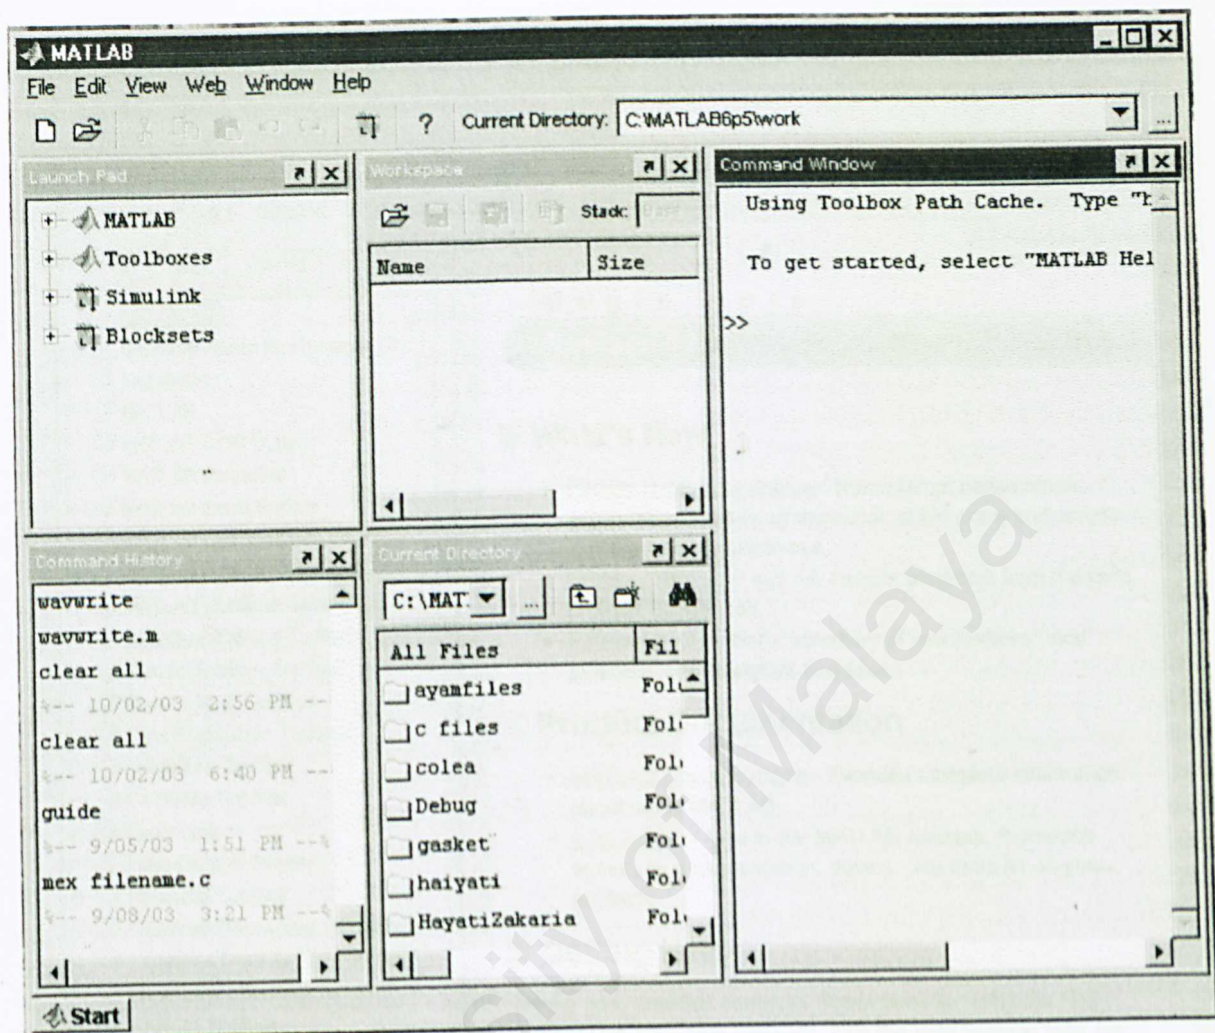 MATLAB
File Edit View Web Window Help
? Current Directory: C:\MATLAB6p5\work ...
Launch Pad
MATLAB
Toolboxes
Simulink
Blocksets
Workspace
Stack: Base
Name Size
Command Window
Using Toolbox Path Cache. Type "h
To get started, select "MATLAB Hel
>>
Command History
wavwrite
wavwrite.m
clear all
%-- 10/02/03 2:56 PM --
clear all
%-- 10/02/03 6:40 PM --
guide
%-- 9/05/03 1:51 PM --%
mex filename.c
%-- 9/08/03 3:21 PM --%
Current Directory
C:\MAT ...
All Files Fil
ayamfiles Fol
c files Fol
colea Fol
Debug Fol
gasket Fol
haiyati Fol
HayatiZakaria Fol
Start
sity of Malaya